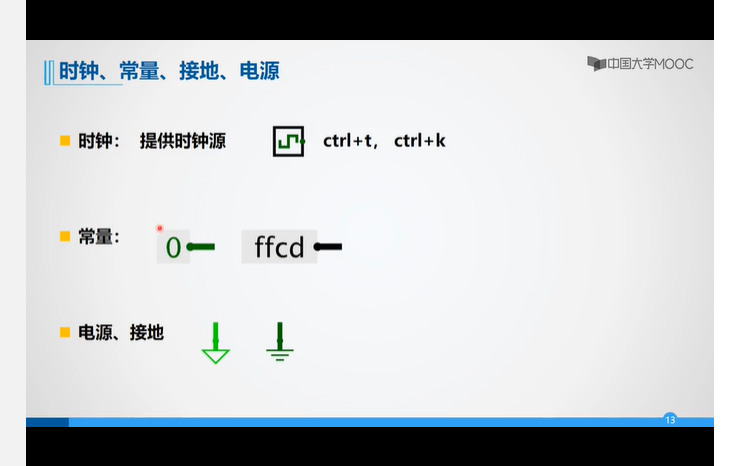 时钟、常量、接地、电源
中国大学MOOC
时钟： 提供时钟源 ctrl+t， ctrl+k
常量： 0 ffcd
电源、接地
13